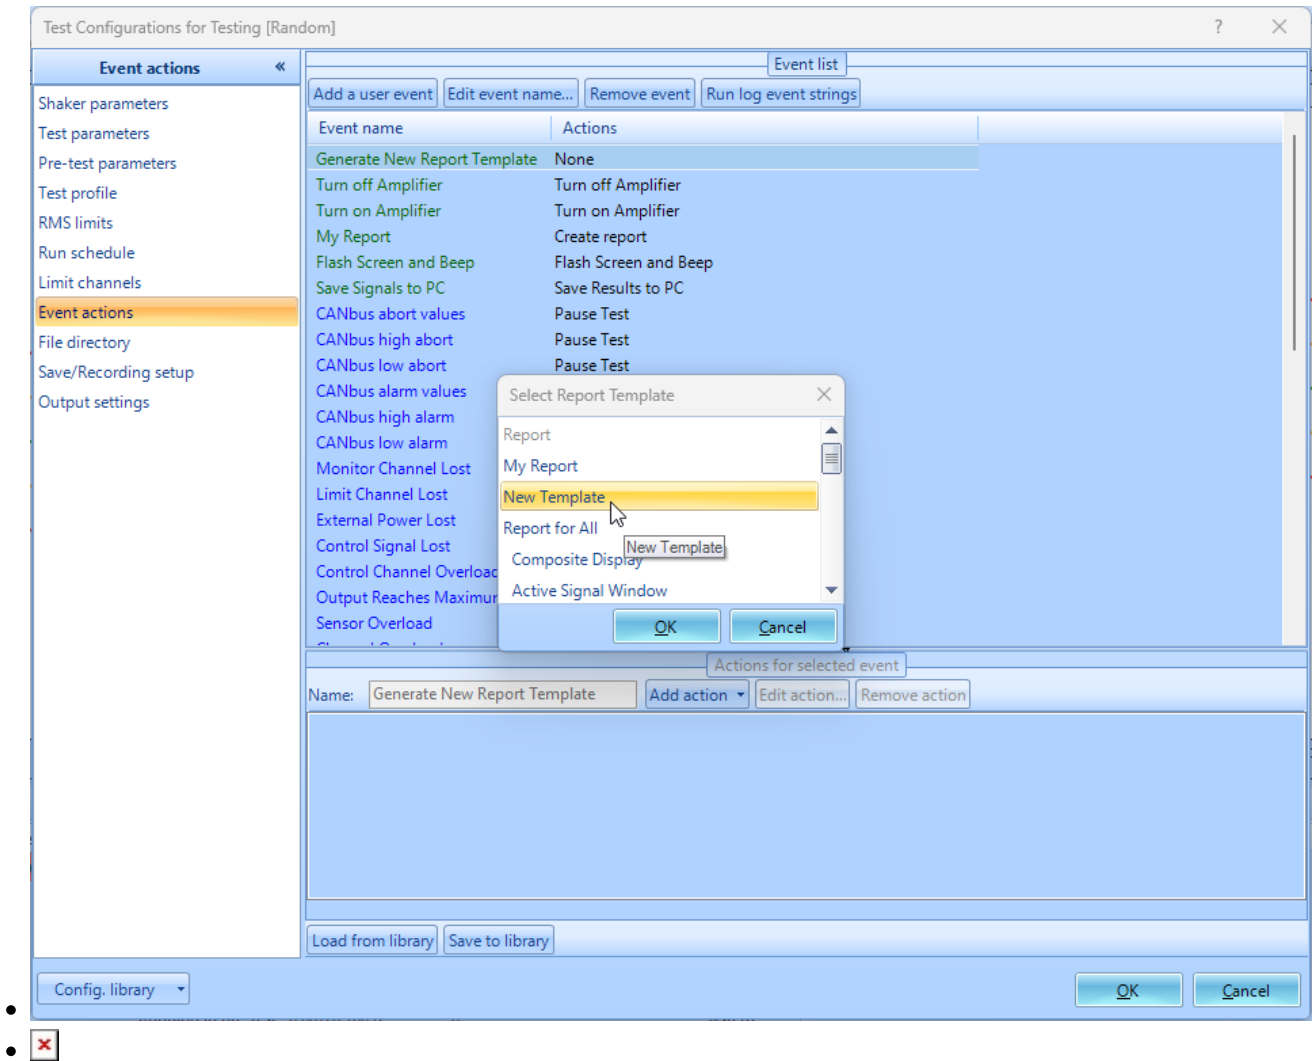 Test Configurations for Testing [Random]
?
Event actions «
Shaker parameters
Test parameters
Pre-test parameters
Test profile
RMS limits
Run schedule
Limit channels
Event actions
File directory
Save/Recording setup
Output settings
Event list
Add a user event Edit event name... Remove event Run log event strings
Event name Actions
Generate New Report Template None
Turn off Amplifier Turn off Amplifier
Turn on Amplifier Turn on Amplifier
My Report Create report
Flash Screen and Beep Flash Screen and Beep
Save Signals to PC Save Results to PC
CANbus abort values Pause Test
CANbus high abort Pause Test
CANbus low abort Pause Test
CANbus alarm values
CANbus high alarm
CANbus low alarm
Monitor Channel Lost
Limit Channel Lost
External Power Lost
Control Signal Lost
Control Channel Overload
Output Reaches Maximum
Sensor Overload
Select Report Template
Report
My Report
New Template
Report for All
New Template
Composite Display
Active Signal Window
OK Cancel
Actions for selected event
Name: Generate New Report Template Add action Edit action... Remove action
Load from library Save to library
Config. library
OK Cancel